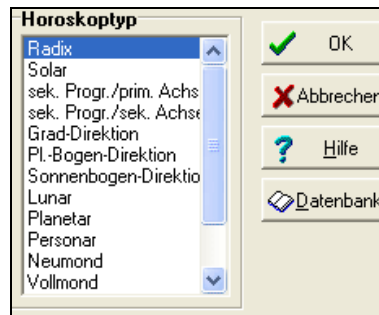 Horoskoptyp
Radix
Solar
sek. Progr./prim. Achs
sek. Progr./sek. Achse
Grad-Direktion
Pl.-Bogen-Direktion
Sonnenbogen-Direktio
Lunar
Planetar
Personar
Neumond
Vollmond
OK
Abbrechen
Hilfe
Datenbank